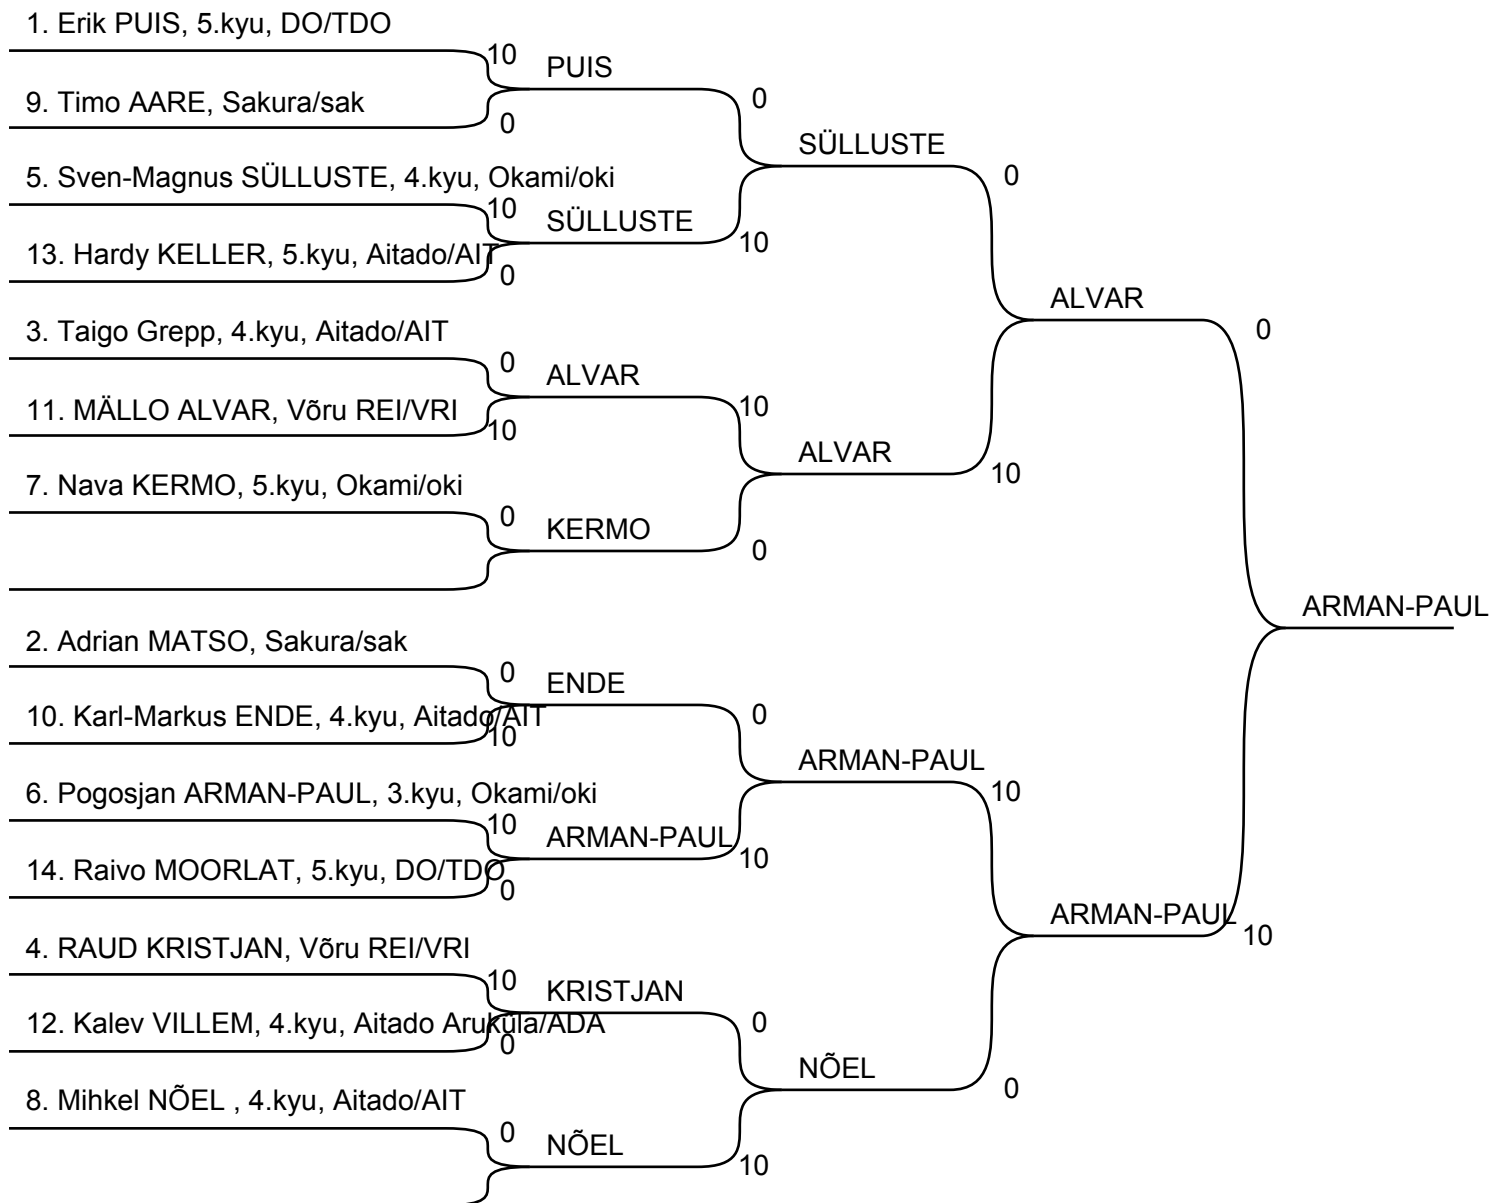 1. Erik PUIS, 5.kyu, DO/TDO
10
PUIS
9. Timo AARE, Sakura/sak
0
0
SÜLLUSTE
5. Sven-Magnus SÜLLUSTE, 4.kyu, Okami/oki
0
10
SÜLLUSTE
10
13. Hardy KELLER, 5.kyu, Aitado/AIT
0
ALVAR
0
3. Taigo Grepp, 4.kyu, Aitado/AIT
0
ALVAR
10
11. MÄLLO ALVAR, Võru REI/VRI
10
ALVAR
10
7. Nava KERMO, 5.kyu, Okami/oki
0
KERMO
0
ARMAN-PAUL
2. Adrian MATSO, Sakura/sak
0
ENDE
0
10. Karl-Markus ENDE, 4.kyu, Aitado/AIT
10
ARMAN-PAUL
10
6. Pogosjan ARMAN-PAUL, 3.kyu, Okami/oki
10
ARMAN-PAUL
10
14. Raivo MOORLAT, 5.kyu, DO/TDO
0
ARMAN-PAUL
10
4. RAUD KRISTJAN, Võru REI/VRI
10
KRISTJAN
0
12. Kalev VILLEM, 4.kyu, Aitado Aruküla/ADA
0
NÕEL
0
8. Mihkel NÕEL , 4.kyu, Aitado/AIT
0
NÕEL
10